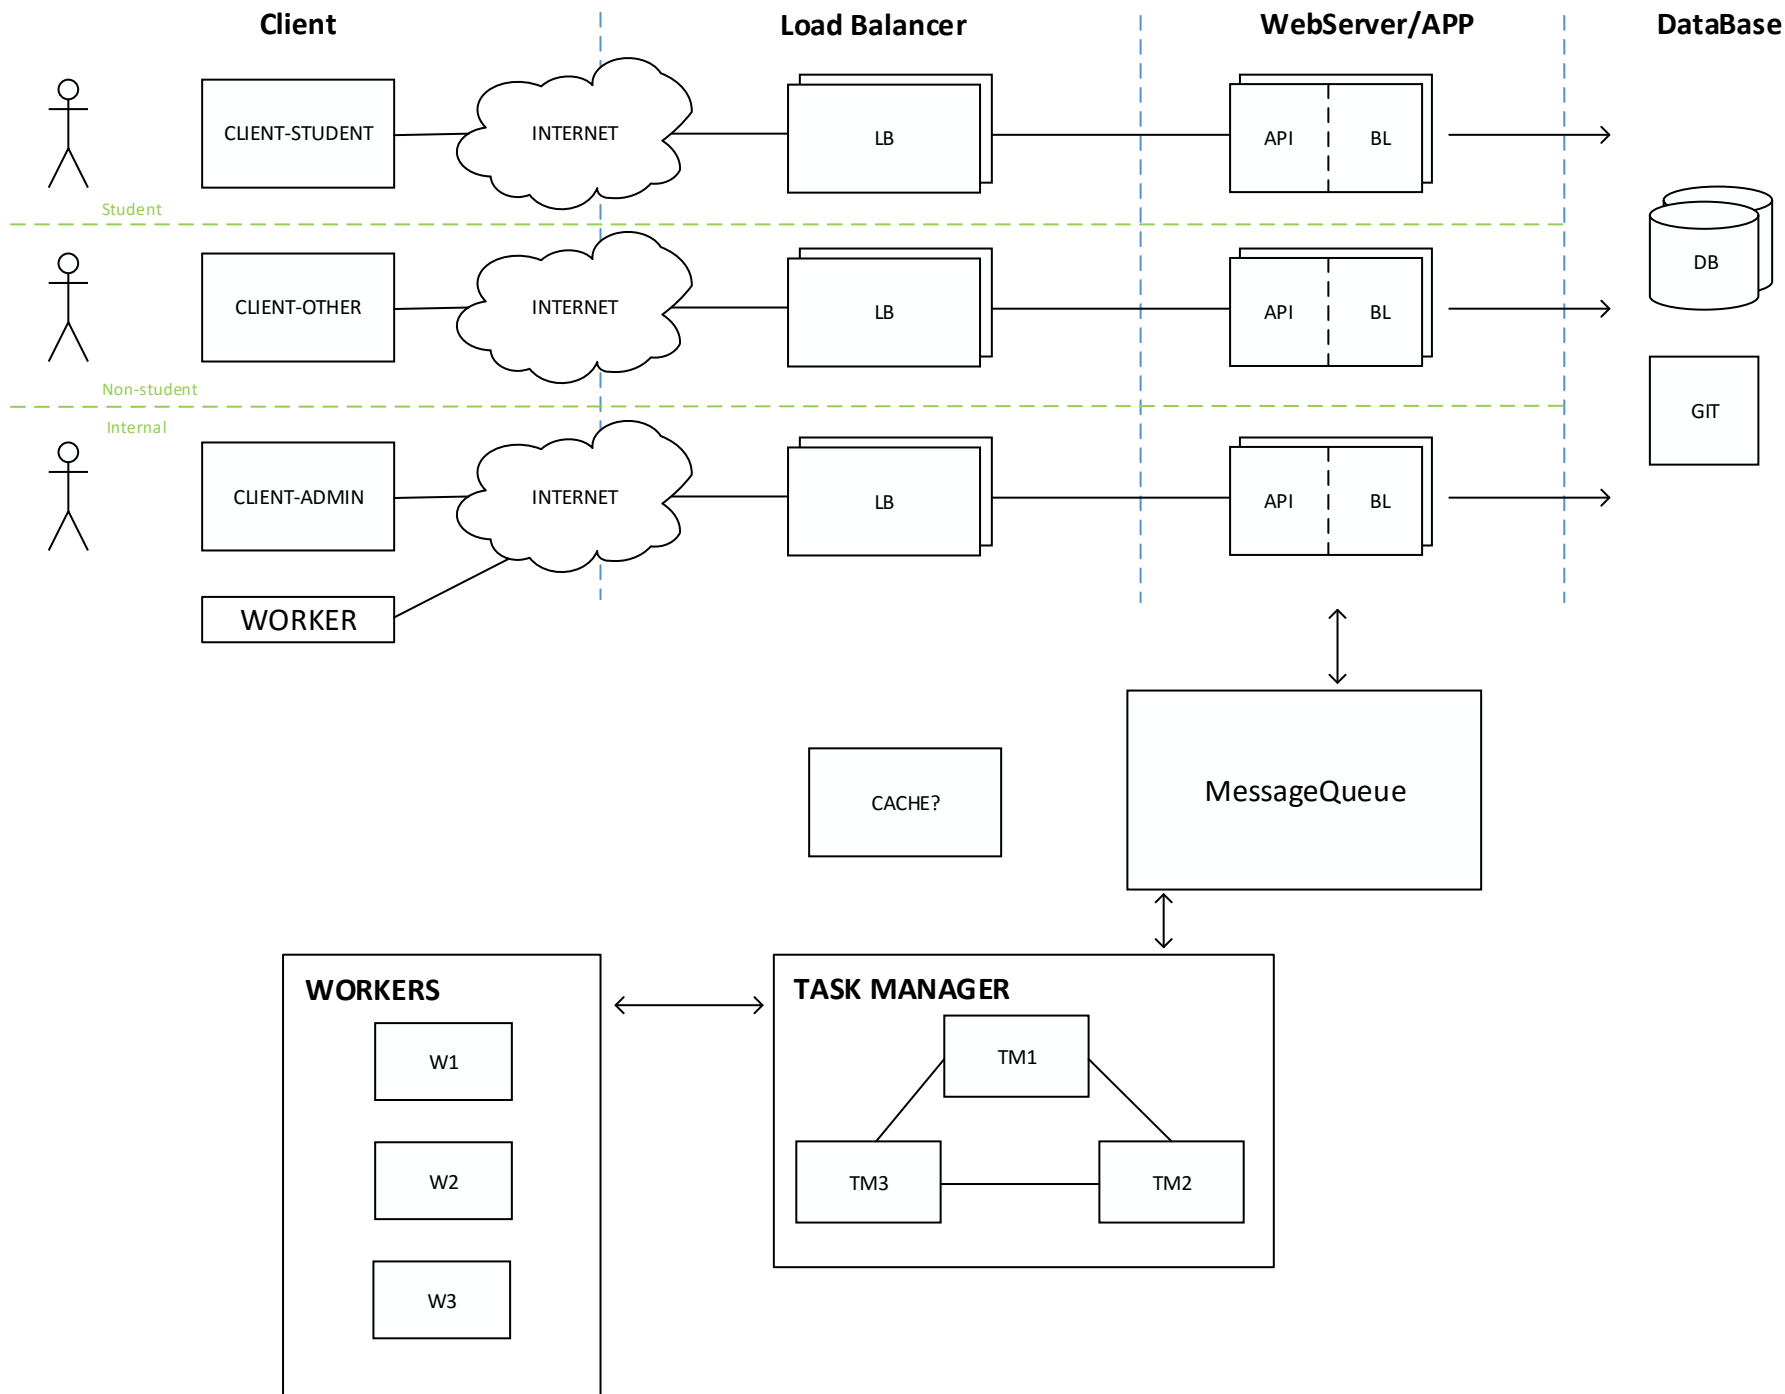 Client
Load Balancer
WebServer/APP
DataBase
CLIENT-STUDENT
INTERNET
LB
API
BL
Student
DB
CLIENT-OTHER
INTERNET
LB
API
BL
Non-student
GIT
Internal
CLIENT-ADMIN
INTERNET
LB
API
BL
WORKER
MessageQueue
CACHE?
WORKERS
TASK MANAGER
W1
TM1
W2
TM3
TM2
W3